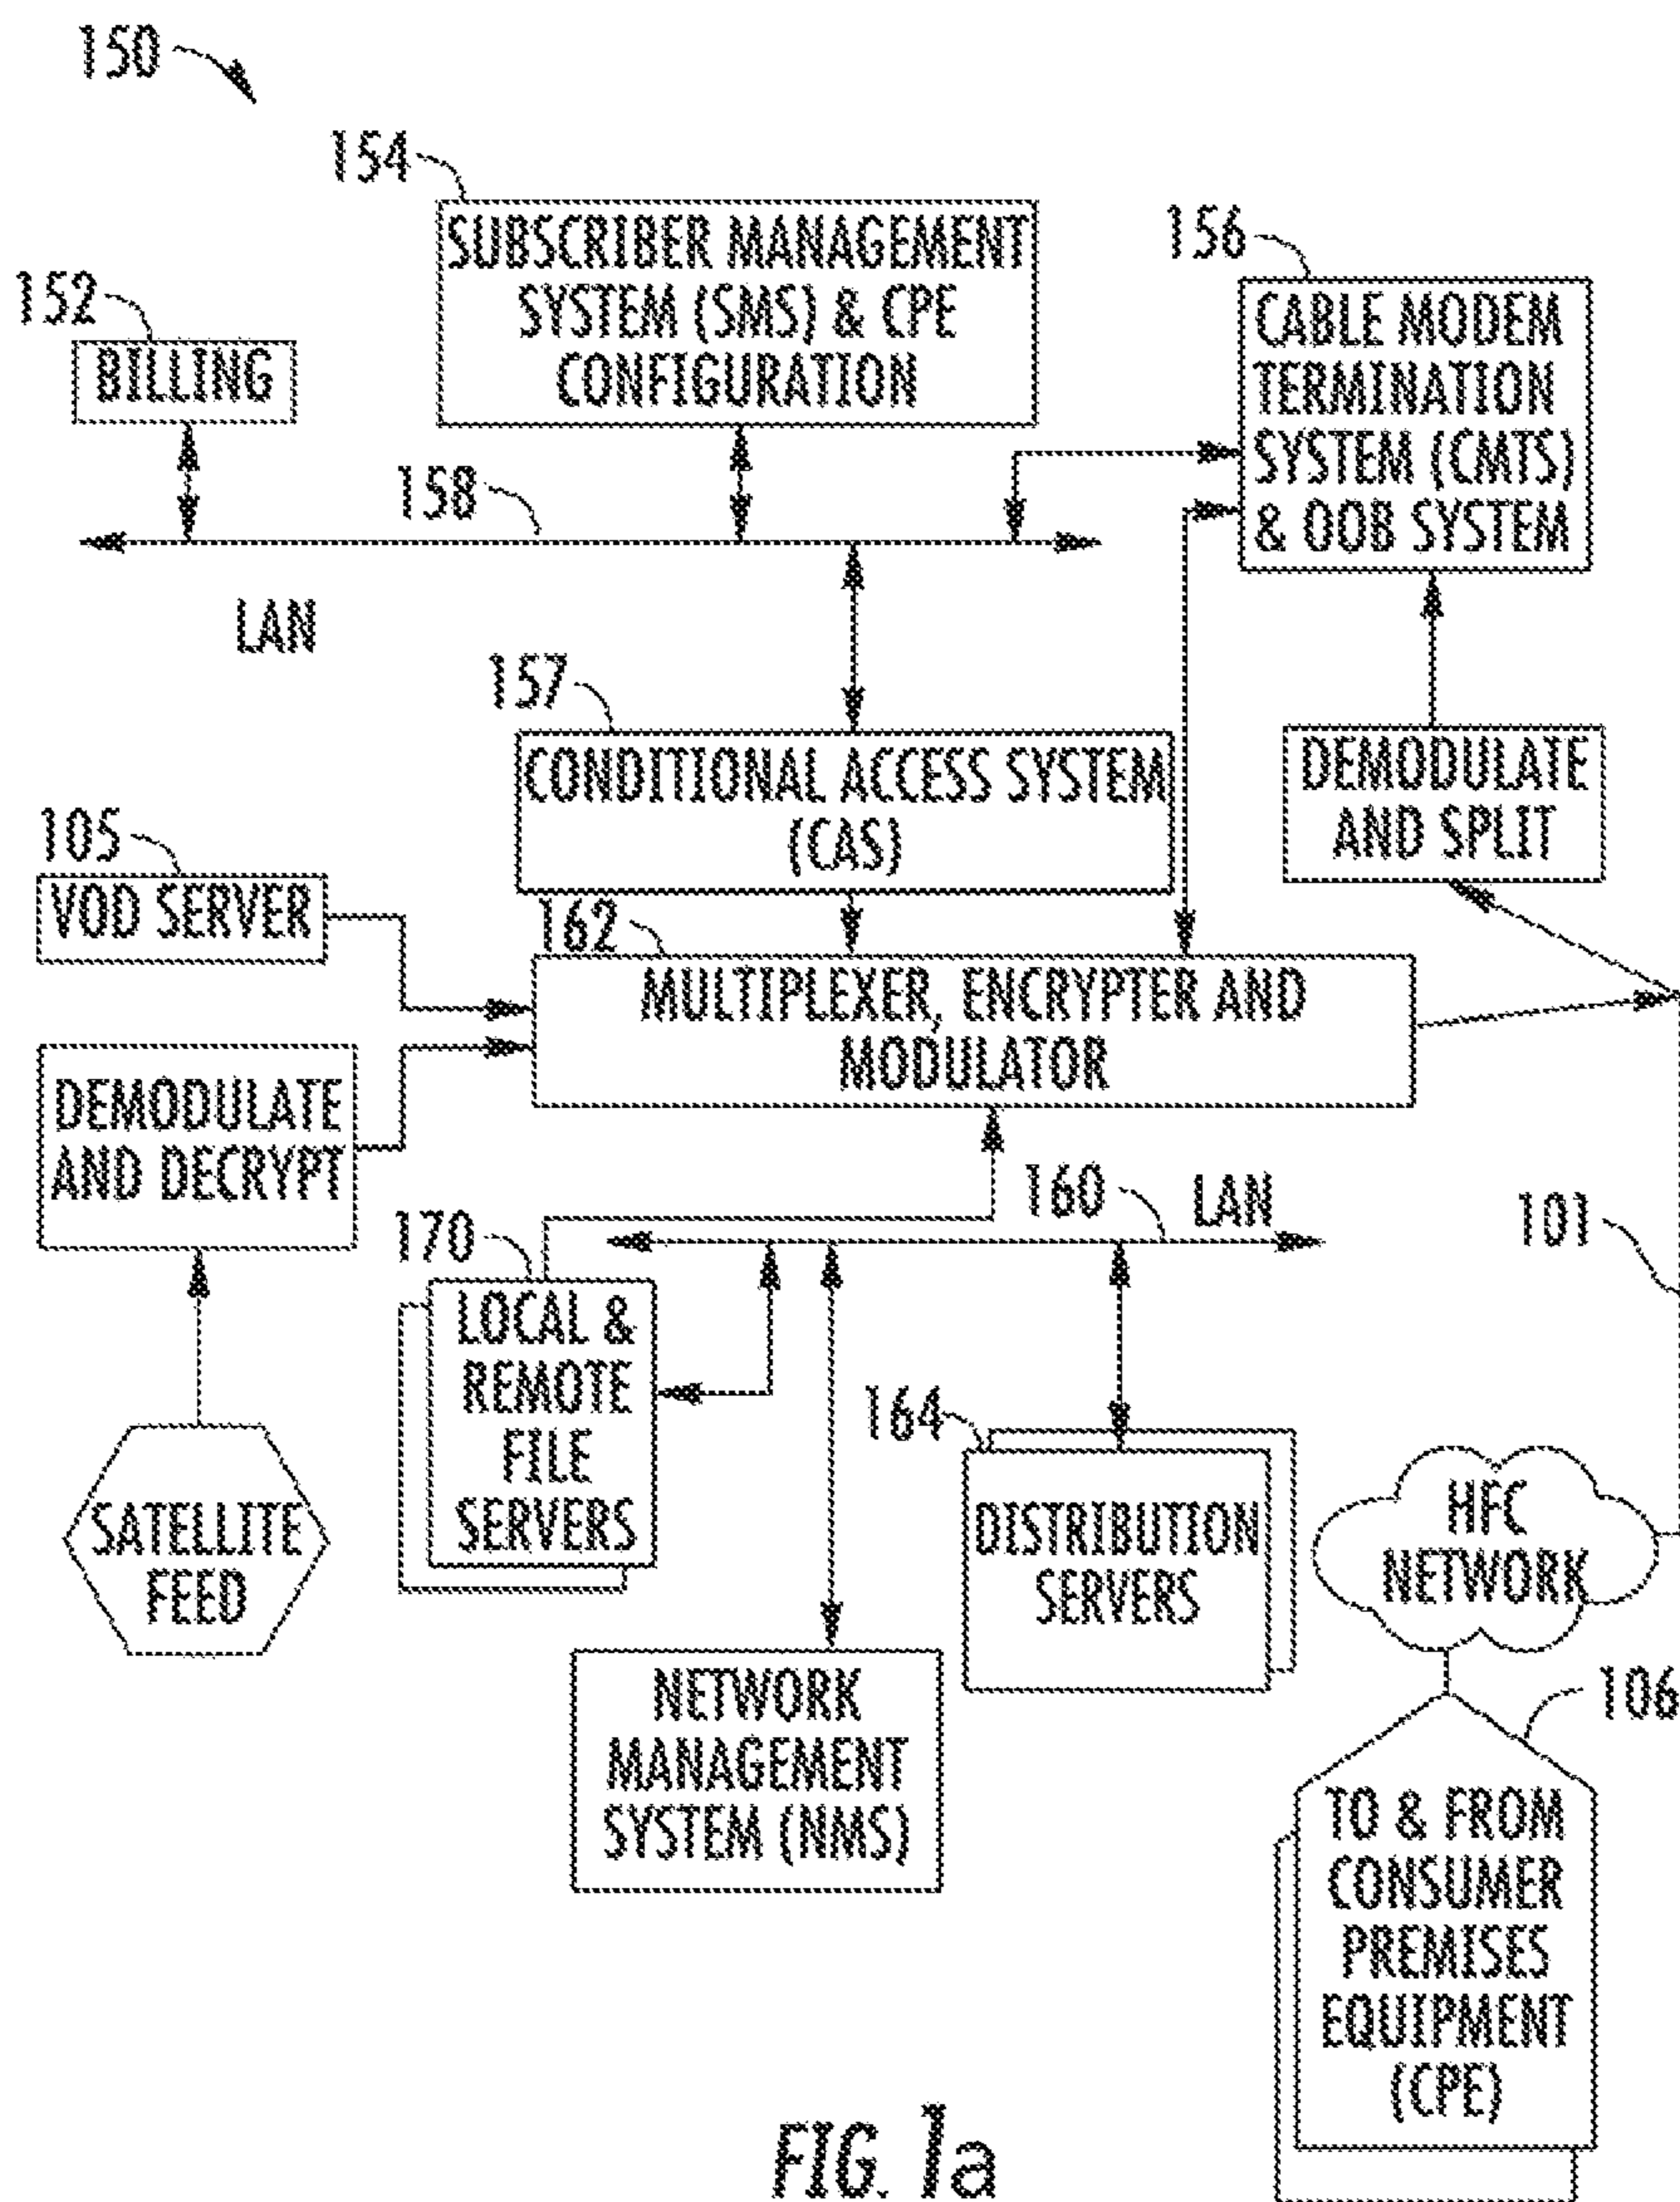 150
154
SUBSCRIBER MANAGEMENT
SYSTEM (SMS) & CPE
CONFIGURATION
156
CABLE MODEM
TERMINATION
SYSTEM (CMTS)
& OOB SYSTEM
152
BILLING
158
LAN
157
CONDITIONAL ACCESS SYSTEM
(CAS)
DEMODULATE
AND SPLIT
105
VOD SERVER
162
MULTIPLEXER, ENCRYPTER AND
MODULATOR
DEMODULATE
AND DECRYPT
160
LAN
101
170
LOCAL &
REMOTE
FILE
SERVERS
164
DISTRIBUTION
SERVERS
SATELLITE
FEED
HFC
NETWORK
NETWORK
MANAGEMENT
SYSTEM (NMS)
106
TO & FROM
CONSUMER
PREMISES
EQUIPMENT
(CPE)
FIG. 1a